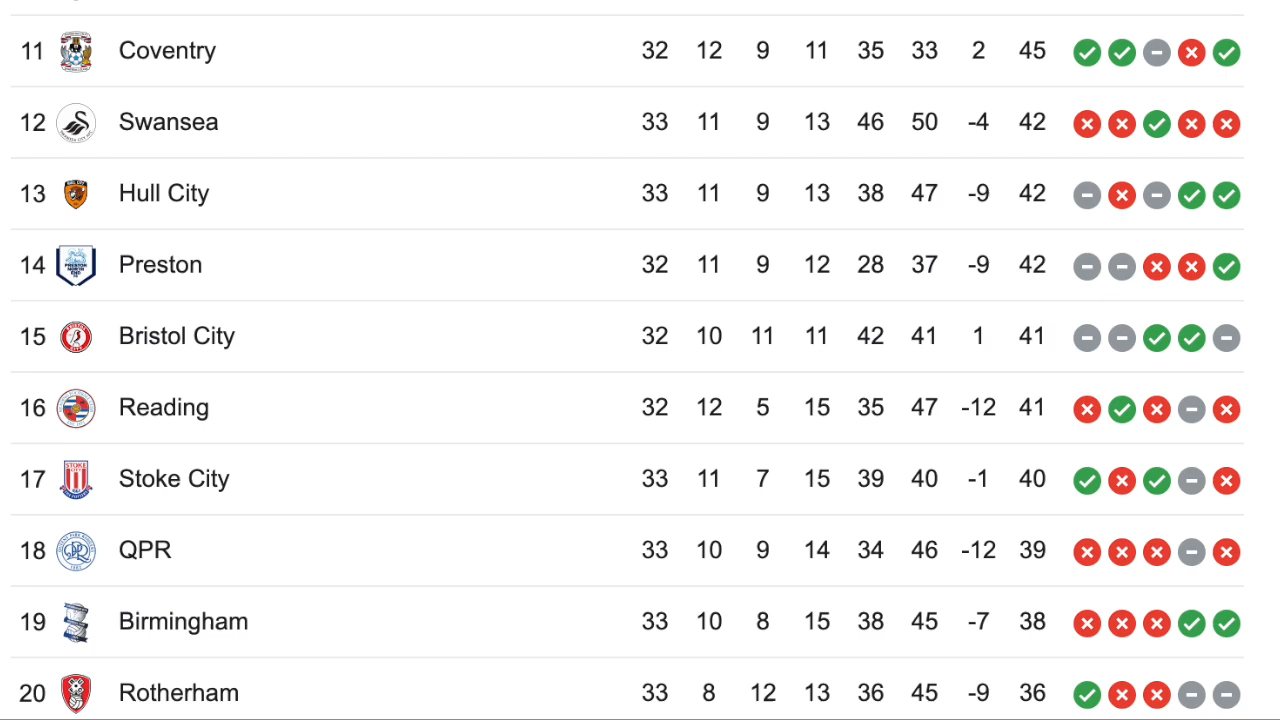 11 Coventry 32 12 9 11 35 33 2 45
12 Swansea 33 11 9 13 46 50 -4 42
13 Hull City 33 11 9 13 38 47 -9 42
14 Preston 32 11 9 12 28 37 -9 42
15 Bristol City 32 10 11 11 42 41 1 41
16 Reading 32 12 5 15 35 47 -12 41
17 Stoke City 33 11 7 15 39 40 -1 40
18 QPR 33 10 9 14 34 46 -12 39
19 Birmingham 33 10 8 15 38 45 -7 38
20 Rotherham 33 8 12 13 36 45 -9 36